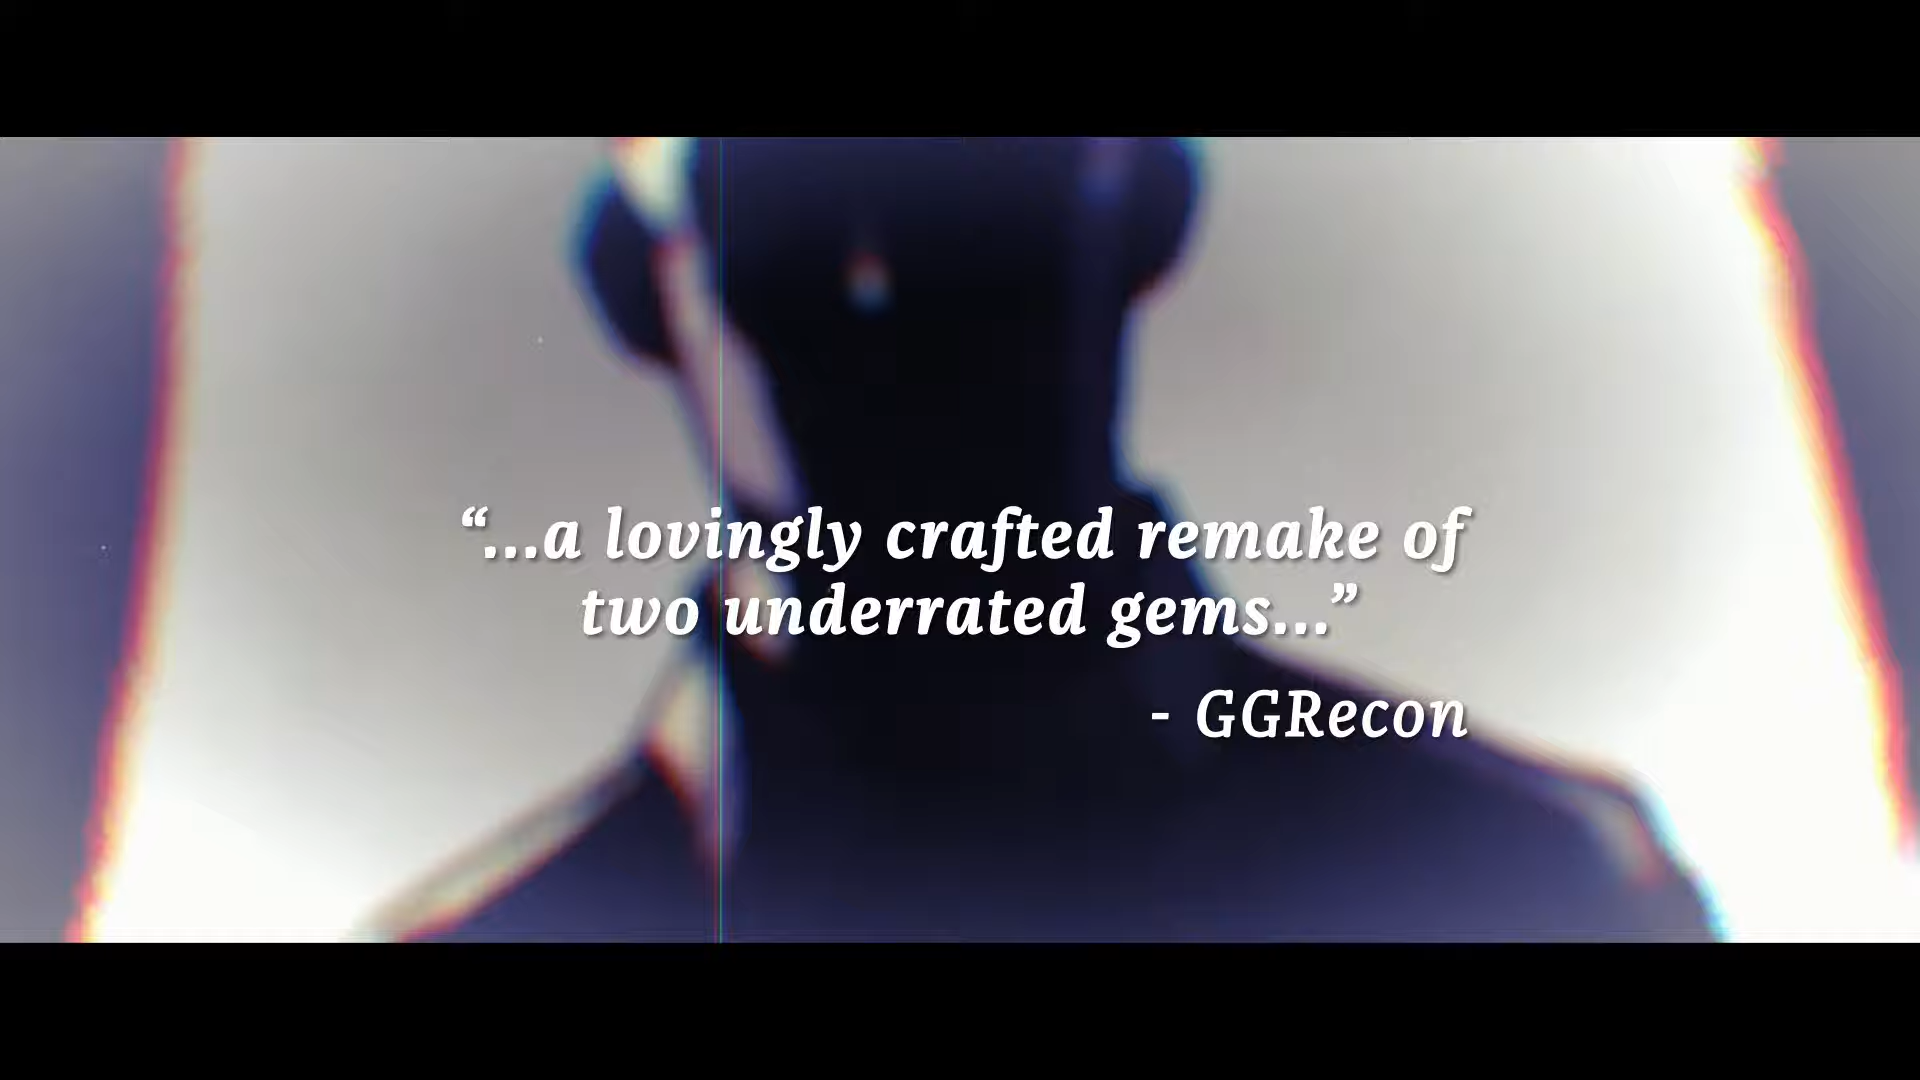 “...a lovingly crafted remake of
two underrated gems...”
- GGRecon